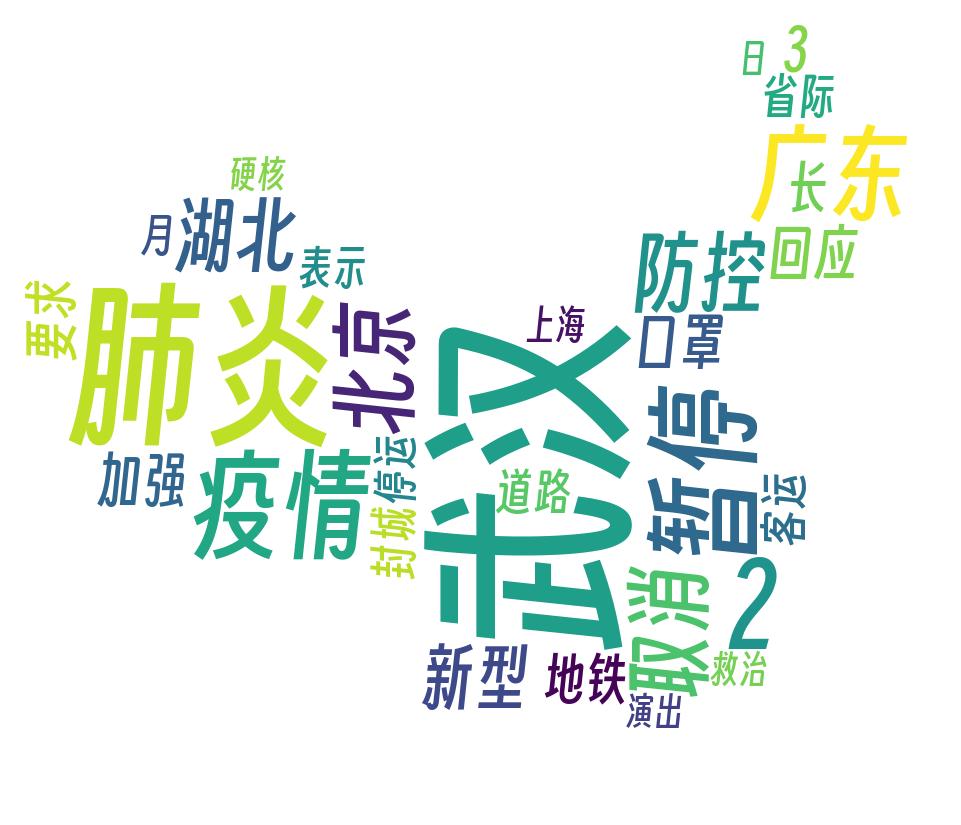 日
3
省际
广东
长
硬核
湖北
月
回应
防控
表示
要求
肺炎
北京
上海
口罩
武汉
暂停
加强
疫情
停运
道路
客运
封城
2
取消
新型
地铁
救治
演出